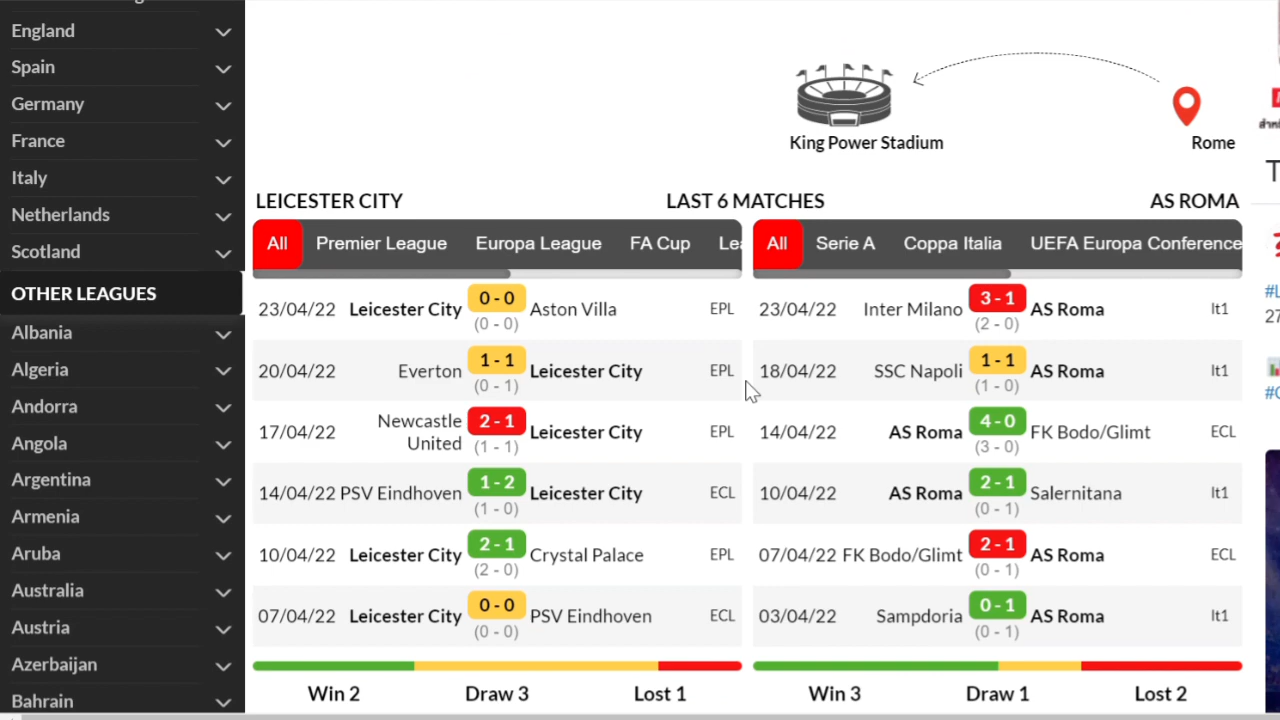 England
Spain
Germany
France
Italy
Netherlands
Scotland
OTHER LEAGUES
Albania
Algeria
Andorra
Angola
Argentina
Armenia
Aruba
Australia
Austria
Azerbaijan
Bahrain
King Power Stadium
Rome
LEICESTER CITY LAST 6 MATCHES AS ROMA
All Premier League Europa League FA Cup Lea
23/04/22 Leicester City 0 - 0 Aston Villa EPL
(0 - 0)
20/04/22 Everton 1 - 1 Leicester City EPL
(0 - 1)
17/04/22 Newcastle United 2 - 1 Leicester City EPL
(1 - 1)
14/04/22 PSV Eindhoven 1 - 2 Leicester City ECL
(1 - 0)
10/04/22 Leicester City 2 - 1 Crystal Palace EPL
(2 - 0)
07/04/22 Leicester City 0 - 0 PSV Eindhoven ECL
(0 - 0)
Win 2 Draw 3 Lost 1
All Serie A Coppa Italia UEFA Europa Conference
23/04/22 Inter Milano 3 - 1 AS Roma It1
(2 - 0)
18/04/22 SSC Napoli 1 - 1 AS Roma It1
(1 - 0)
14/04/22 AS Roma 4 - 0 FK Bodo/Glimt ECL
(3 - 0)
10/04/22 AS Roma 2 - 1 Salernitana It1
(0 - 1)
07/04/22 FK Bodo/Glimt 2 - 1 AS Roma ECL
(0 - 1)
03/04/22 Sampdoria 0 - 1 AS Roma It1
(0 - 1)
Win 3 Draw 1 Lost 2
T
#L
27